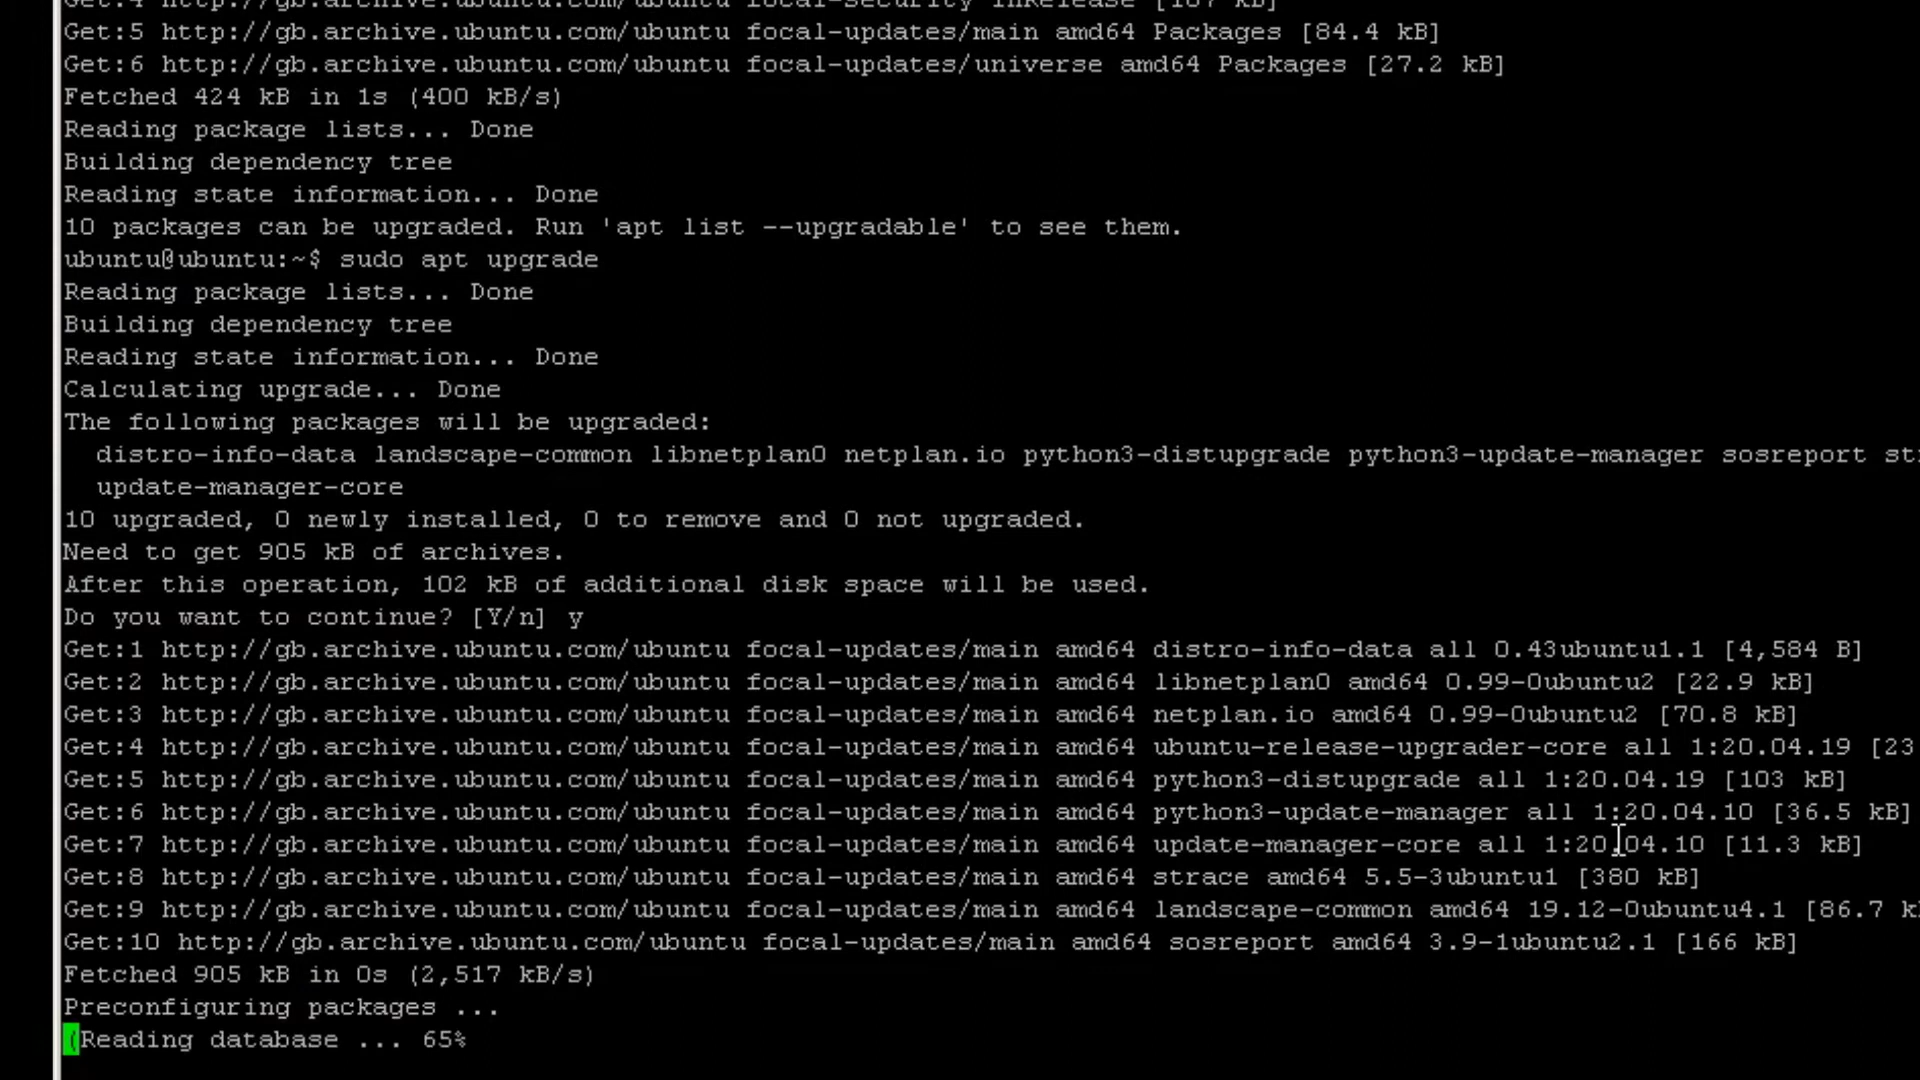 Get:4 http://gb.archive.ubuntu.com/ubuntu focal-security InRelease [107 kB]
Get:5 http://gb.archive.ubuntu.com/ubuntu focal-updates/main amd64 Packages [84.4 kB]
Get:6 http://gb.archive.ubuntu.com/ubuntu focal-updates/universe amd64 Packages [27.2 kB]
Fetched 424 kB in 1s (400 kB/s)
Reading package lists... Done
Building dependency tree
Reading state information... Done
10 packages can be upgraded. Run 'apt list --upgradable' to see them.
ubuntu@ubuntu:~$ sudo apt upgrade
Reading package lists... Done
Building dependency tree
Reading state information... Done
Calculating upgrade... Done
The following packages will be upgraded:
distro-info-data landscape-common libnetplan0 netplan.io python3-distupgrade python3-update-manager sosreport
update-manager-core
10 upgraded, 0 newly installed, 0 to remove and 0 not upgraded.
Need to get 905 kB of archives.
After this operation, 102 kB of additional disk space will be used.
Do you want to continue? [Y/n] y
Get:1 http://gb.archive.ubuntu.com/ubuntu focal-updates/main amd64 distro-info-data all 0.43ubuntu1.1 [4,584 B]
Get:2 http://gb.archive.ubuntu.com/ubuntu focal-updates/main amd64 libnetplan0 amd64 0.99-0ubuntu2 [22.9 kB]
Get:3 http://gb.archive.ubuntu.com/ubuntu focal-updates/main amd64 netplan.io amd64 0.99-0ubuntu2 [70.8 kB]
Get:4 http://gb.archive.ubuntu.com/ubuntu focal-updates/main amd64 ubuntu-release-upgrader-core all 1:20.04.19 [23
Get:5 http://gb.archive.ubuntu.com/ubuntu focal-updates/main amd64 python3-distupgrade all 1:20.04.19 [103 kB]
Get:6 http://gb.archive.ubuntu.com/ubuntu focal-updates/main amd64 python3-update-manager all 1:20.04.10 [36.5 kB]
Get:7 http://gb.archive.ubuntu.com/ubuntu focal-updates/main amd64 update-manager-core all 1:20.04.10 [11.3 kB]
Get:8 http://gb.archive.ubuntu.com/ubuntu focal-updates/main amd64 strace amd64 5.5-3ubuntu1 [380 kB]
Get:9 http://gb.archive.ubuntu.com/ubuntu focal-updates/main amd64 landscape-common amd64 19.12-0ubuntu4.1 [86.7 k
Get:10 http://gb.archive.ubuntu.com/ubuntu focal-updates/main amd64 sosreport amd64 3.9-1ubuntu2.1 [166 kB]
Fetched 905 kB in 0s (2,517 kB/s)
Preconfiguring packages ...
(Reading database ... 65%